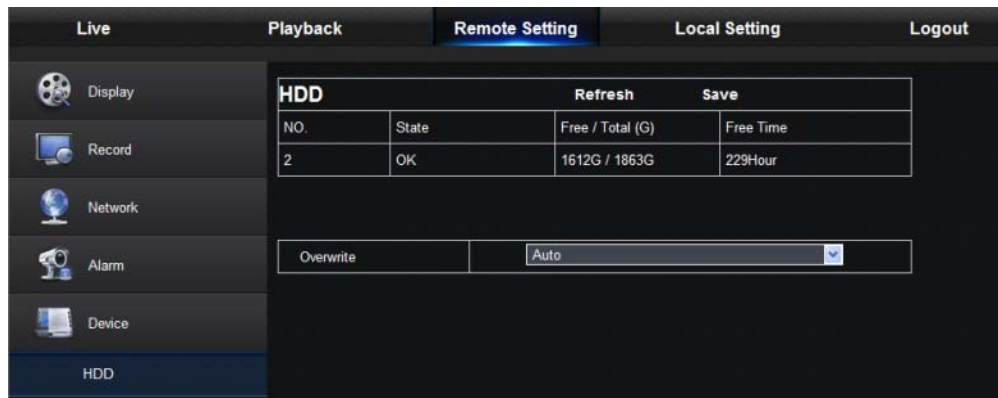 Live Playback Remote Setting Local Setting Logout
Display
Record
Network
Alarm
Device
HDD
HDD Refresh Save
NO. State Free / Total (G) Free Time
2 OK 1612G / 1863G 229Hour
Overwrite Auto